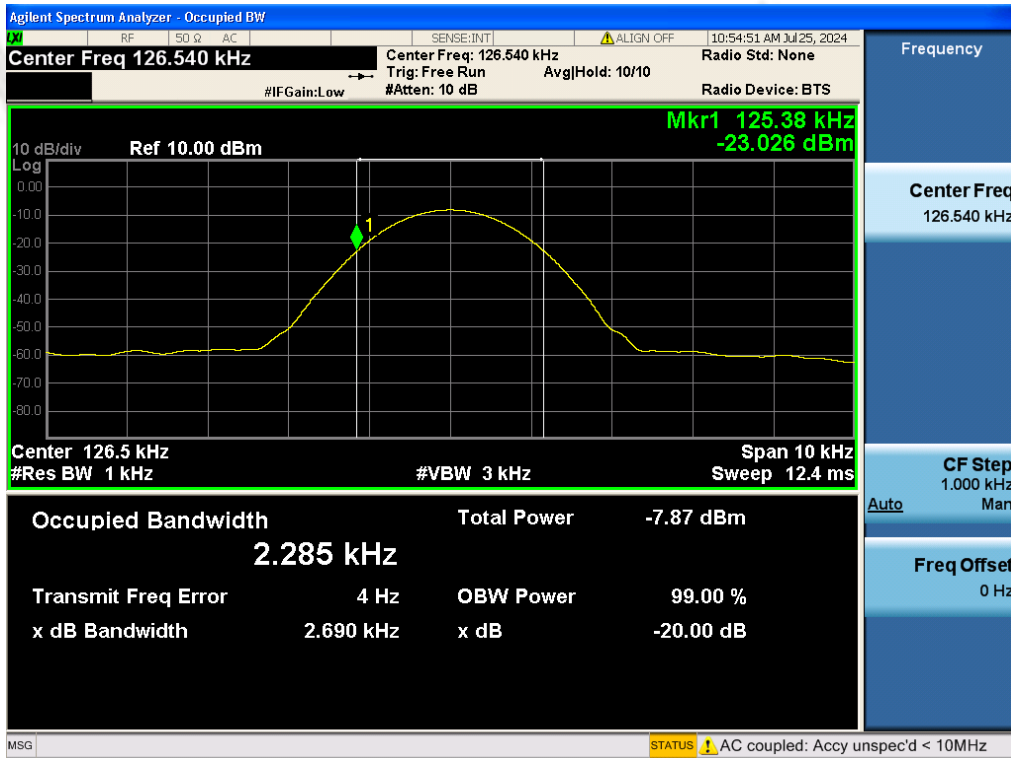 Agilent Spectrum Analyzer - Occupied BW
LXI RF 50 Ω AC SENSE:INT ALIGN OFF 10:54:51 AM Jul 25, 2024
Center Freq 126.540 kHz
Center Freq: 126.540 kHz
Radio Std: None
Trig: Free Run Avg|Hold: 10/10
#IFGain:Low
#Atten: 10 dB
Radio Device: BTS
Mkr1 125.38 kHz
-23.026 dBm
10 dB/div Ref 10.00 dBm
Log
0.00
-10.0
1
-20.0
-30.0
-40.0
-50.0
-60.0
-70.0
-80.0
Center 126.5 kHz Span 10 kHz
#Res BW 1 kHz #VBW 3 kHz Sweep 12.4 ms
Occupied Bandwidth Total Power -7.87 dBm
2.285 kHz
Transmit Freq Error 4 Hz OBW Power 99.00 %
x dB Bandwidth 2.690 kHz x dB -20.00 dB
Frequency
Center Freq
126.540 kHz
CF Step
1.000 kHz
Auto Man
Freq Offset
0 Hz
MSG STATUS AC coupled: Accy unspec'd < 10MHz